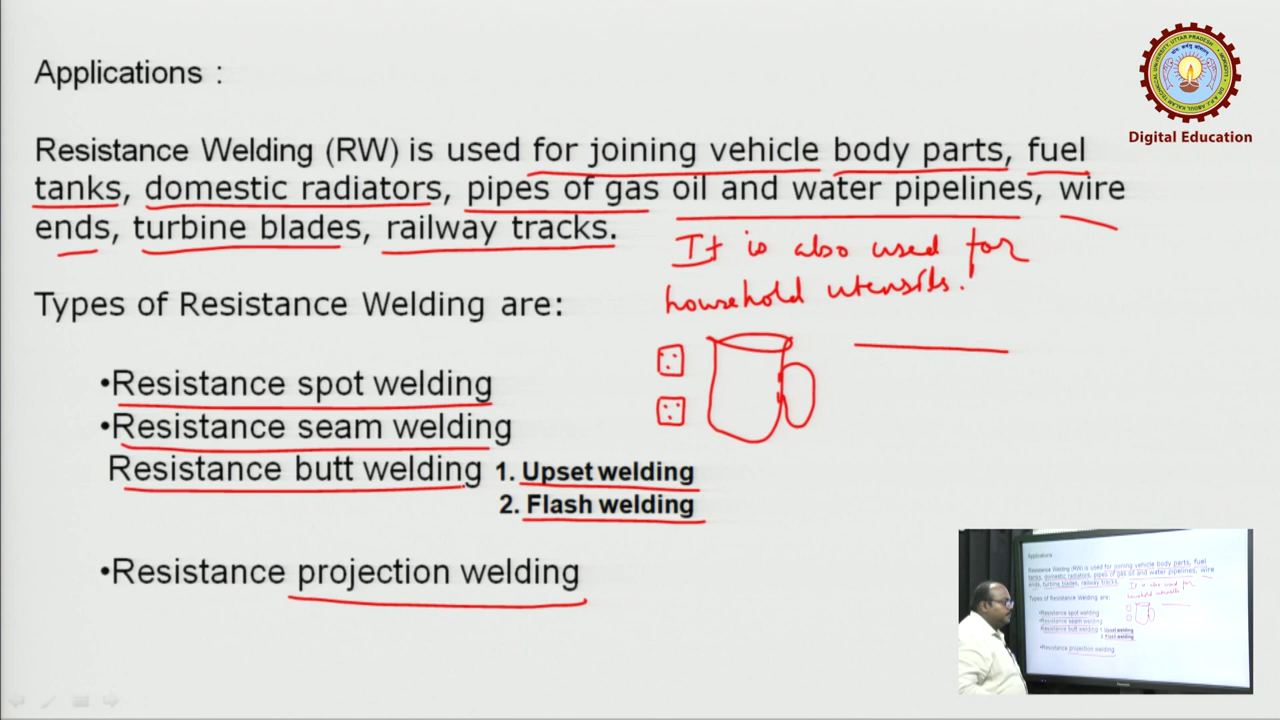 Applications :
Digital Education
Resistance Welding (RW) is used for joining vehicle body parts, fuel
tanks, domestic radiators, pipes of gas oil and water pipelines, wire
ends, turbine blades, railway tracks.
It is also used for
household utensils.
Types of Resistance Welding are:
•Resistance spot welding
•Resistance seam welding
Resistance butt welding 1. Upset welding
2. Flash welding
•Resistance projection welding